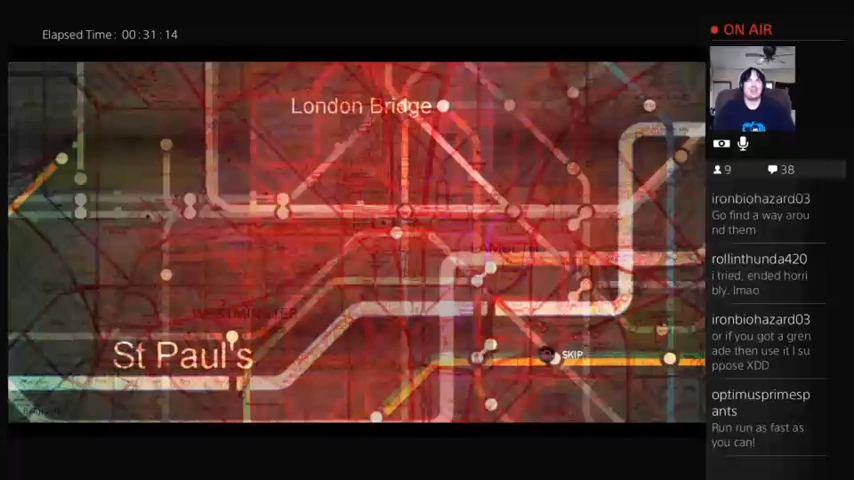 Elapsed Time: 00:31:14
ON AIR
London Bridge
9
38
ironbiohazard03
Go find a way arou
nd them
LAMBETH
rollinthunda420
i tried, ended horri
bly. lmao
WESTMINSTER
ironbiohazard03
or if you got a gren
ade then use it I su
ppose XDD
St Paul's
SKIP
optimusprimesp
ants
Run run as fast as
you can!